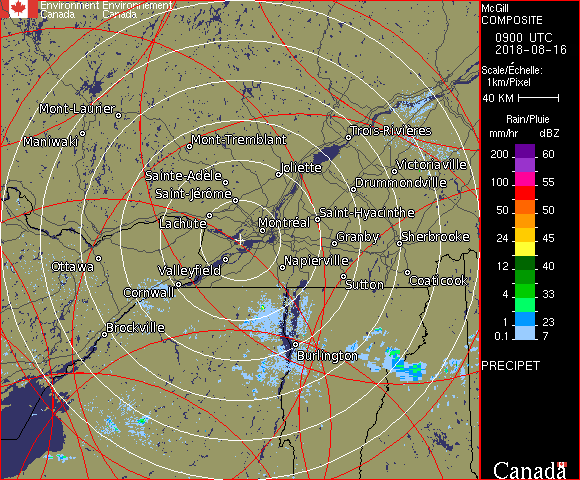 Environment Environnement
Canada Canada
McGill
COMPOSITE
0900 UTC
2018-08-16
Scale/Échelle:
1km/Pixel
40 KM
Rain/Pluie
mm/hr dBZ
200 60
100 55
50 50
24 45
12 40
4 33
1 23
0.1 7
PRECIPET
Canada
Mont-Laurier
Maniwaki
Mont-Tremblant
Trois-Rivières
Sainte-Adèle
Joliette
Victoriaville
Saint-Jérôme
Drummondville
Lachute
Montréal
Saint-Hyacinthe
Granby
Sherbrooke
Ottawa
Valleyfield
Napierville
Cornwall
Sutton
Coaticook
Brockville
Burlington